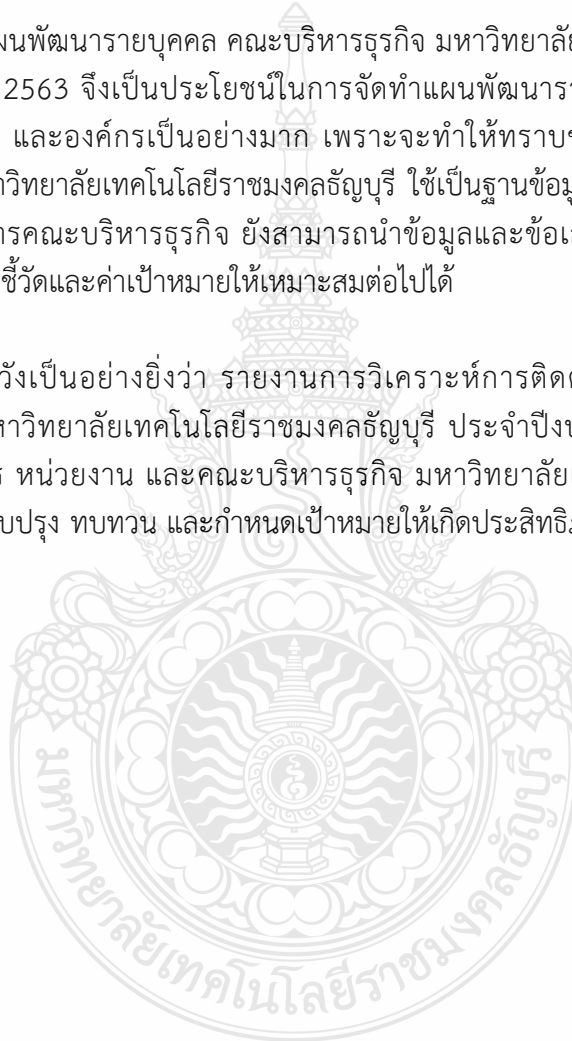 ผนพัฒนารายบุคคล คณะบริหารธุรกิจ มหาวิทยาลัย
2563 จึงเป็นประโยชน์ในการจัดทำแผนพัฒนารา
และองค์กรเป็นอย่างมาก เพราะจะทำให้ทราบ
าวิทยาลัยเทคโนโลยีราชมงคลธัญบุรี ใช้เป็นฐานข้อมู
ารคณะบริหารธุรกิจ ยังสามารถนำข้อมูลและข้อเ
ชี้วัดและค่าเป้าหมายให้เหมาะสมต่อไปได้
วังเป็นอย่างยิ่งว่า รายงานการวิเคราะห์การติด
หาวิทยาลัยเทคโนโลยีราชมงคลธัญบุรี ประจำปีง
ร หน่วยงาน และคณะบริหารธุรกิจ มหาวิทยาลัย
บปรุง ทบทวน และกำหนดเป้าหมายให้เกิดประสิทธิ
มหาวิทยาลัยเทคโนโลยีราชมงคลธัญบุรี